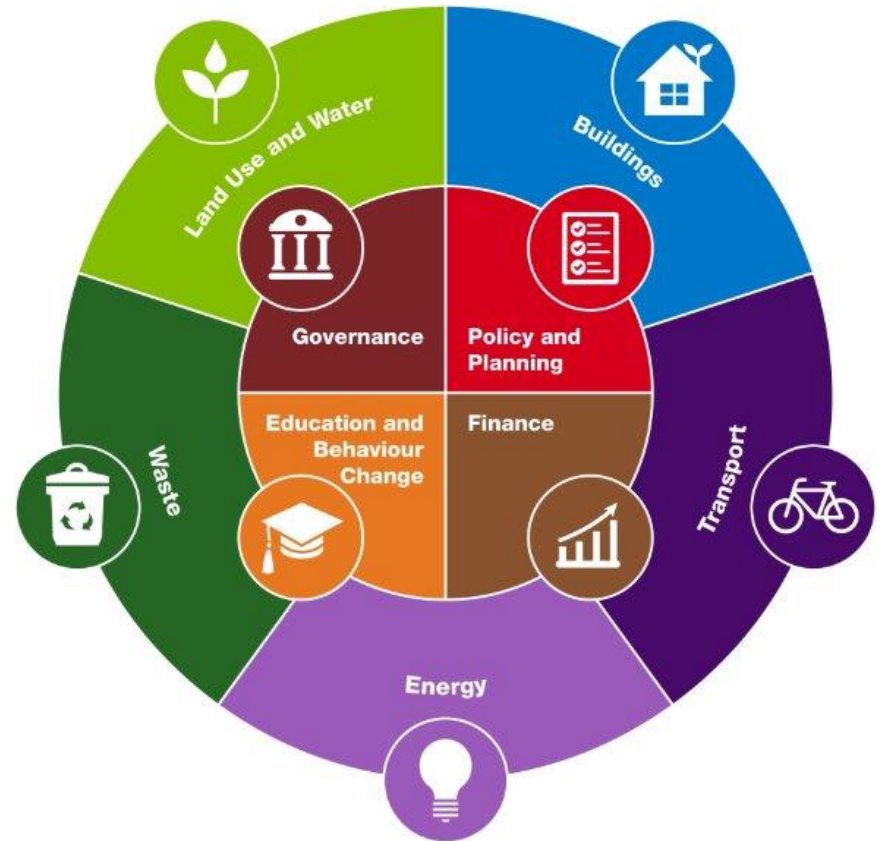 Land Use and Water
Buildings
Governance
Policy and
Planning
Education and
Behaviour
Change
Finance
Waste
Transport
Energy